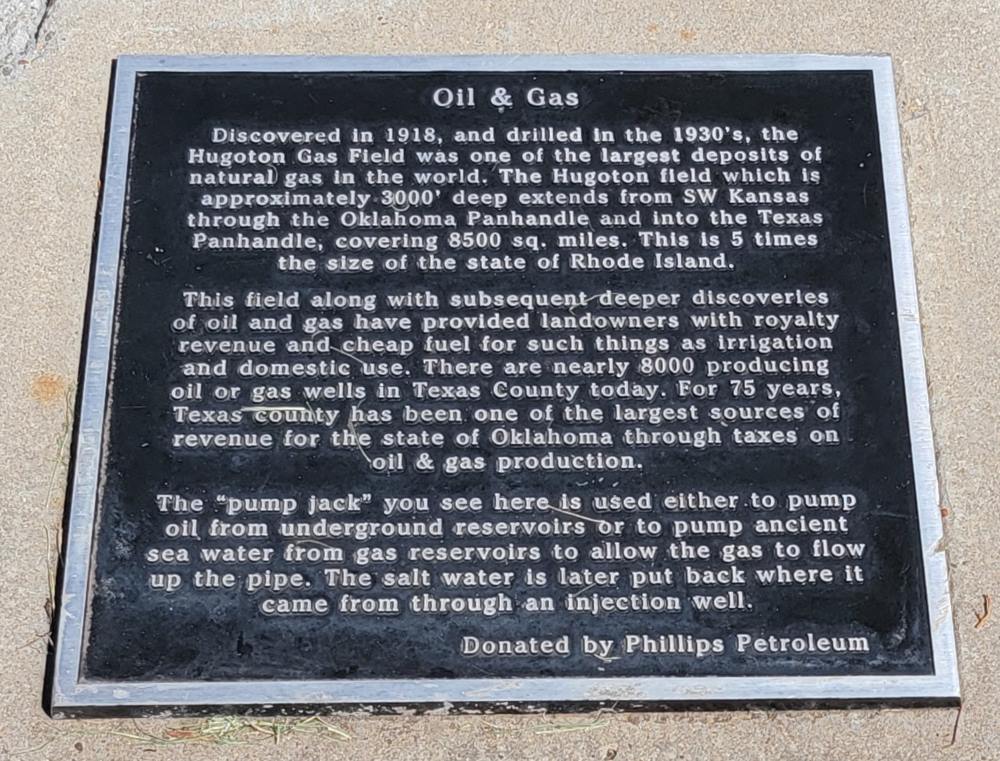 Oil & Gas
Discovered in 1918, and drilled in the 1930's, the
Hugoton Gas Field was one of the largest deposits of
natural gas in the world. The Hugoton field which is
approximately 3000' deep extends from SW Kansas
through the Oklahoma Panhandle and into the Texas
Panhandle, covering 8500 sq. miles. This is 5 times
the size of the state of Rhode Island.
This field along with subsequent deeper discoveries
of oil and gas have provided landowners with royalty
revenue and cheap fuel for such things as irrigation
and domestic use. There are nearly 8000 producing
oil or gas wells in Texas County today. For 75 years,
Texas county has been one of the largest sources of
revenue for the state of Oklahoma through taxes on
oil & gas production.
The “pump jack” you see here is used either to pump
oil from underground reservoirs or to pump ancient
sea water from gas reservoirs to allow the gas to flow
up the pipe. The salt water is later put back where it
came from through an injection well.
Donated by Phillips Petroleum